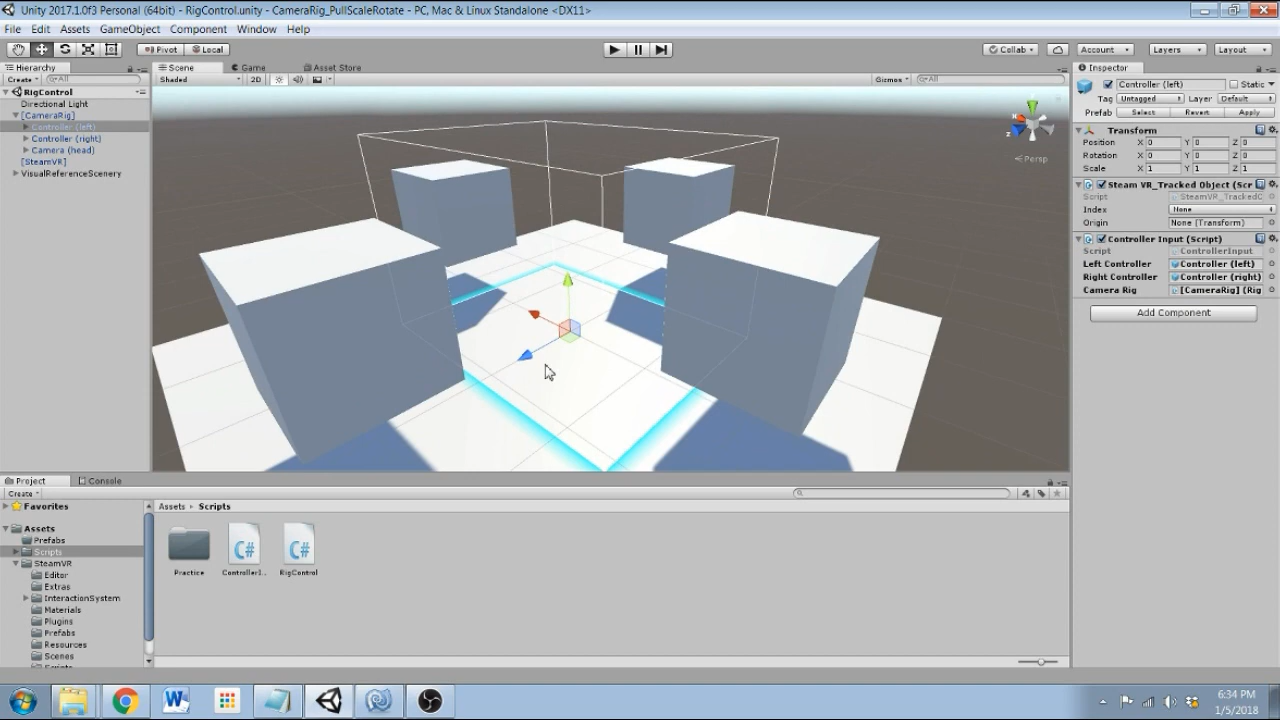 Unity 2017.1.0f3 Personal (64bit) - RigControl.unity - CameraRig_PullScaleRotate - PC, Mac & Linux Standalone <DX11>
File Edit Assets GameObject Component Window Help
Pivot Local Collab Account Layers Layout
Hierarchy
Create All
RigControl
Directional Light
[CameraRig]
Controller (left)
Controller (right)
Camera (head)
[SteamVR]
VisualReferenceScenery
Scene Game Asset Store
Shaded 2D Gizmos All
Persp
x
z
Inspector
Controller (left) Static
Tag Untagged Layer Default
Prefab Select Revert Apply
Transform
Position X 0 Y 0 Z 0
Rotation X 0 Y 0 Z 0
Scale X 1 Y 1 Z 1
Steam VR_Tracked Object (Scr
Script SteamVR_TrackedO
Index None
Origin None (Transform)
Controller Input (Script)
Script ControllerInput
Left Controller Controller (left)
Right Controller Controller (right)
Camera Rig [CameraRig] (Rig
Add Component
Project Console
Create
Favorites
Assets
Prefabs
Scripts
SteamVR
Editor
Extras
InteractionSystem
Materials
Plugins
Prefabs
Resources
Scenes
Scripts
Assets Scripts
C# C#
Practice ControllerI... RigControl
W
6:34 PM
1/5/2018